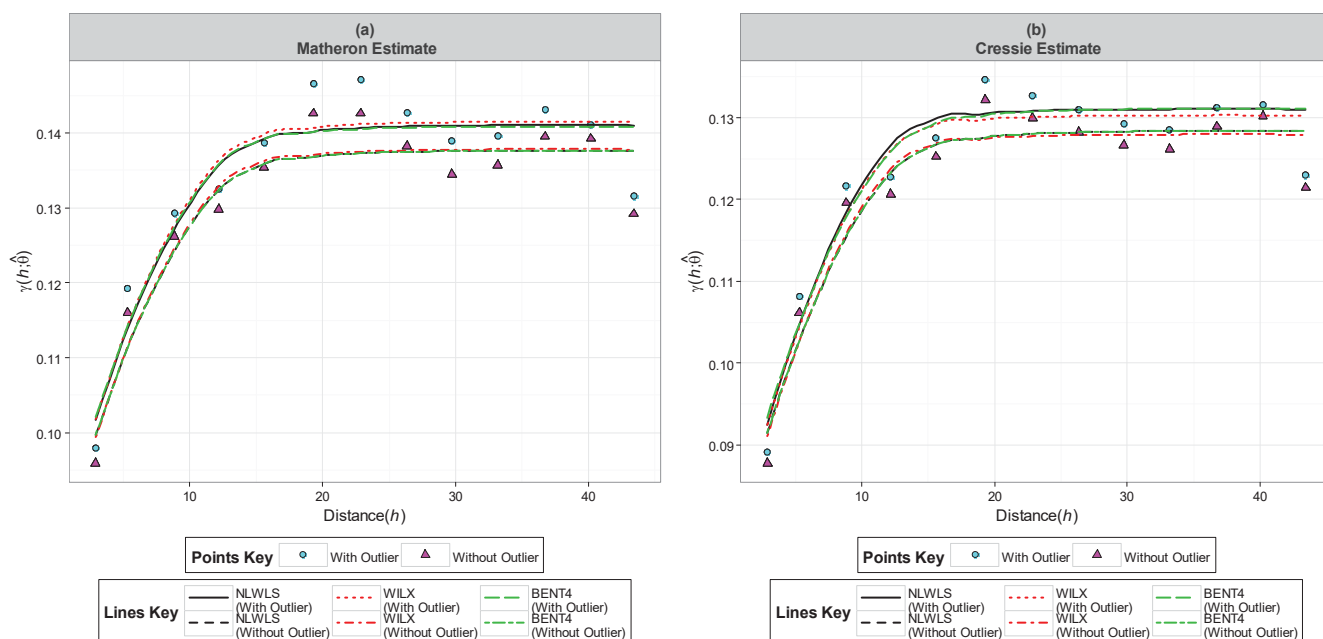 (a)
Matheron Estimate
0.14
0.13
0.12
0.11
0.10
γ(h;θ̂)
10
20
30
40
Distance(h)
Points Key
With Outlier
Without Outlier
Lines Key
NLWLS
(With Outlier)
NLWLS
(Without Outlier)
WILX
(With Outlier)
WILX
(Without Outlier)
BENT4
(With Outlier)
BENT4
(Without Outlier)
(b)
Cressie Estimate
0.13
0.12
0.11
0.10
0.09
γ(h;θ̂)
10
20
30
40
Distance(h)
Points Key
With Outlier
Without Outlier
Lines Key
NLWLS
(With Outlier)
NLWLS
(Without Outlier)
WILX
(With Outlier)
WILX
(Without Outlier)
BENT4
(With Outlier)
BENT4
(Without Outlier)